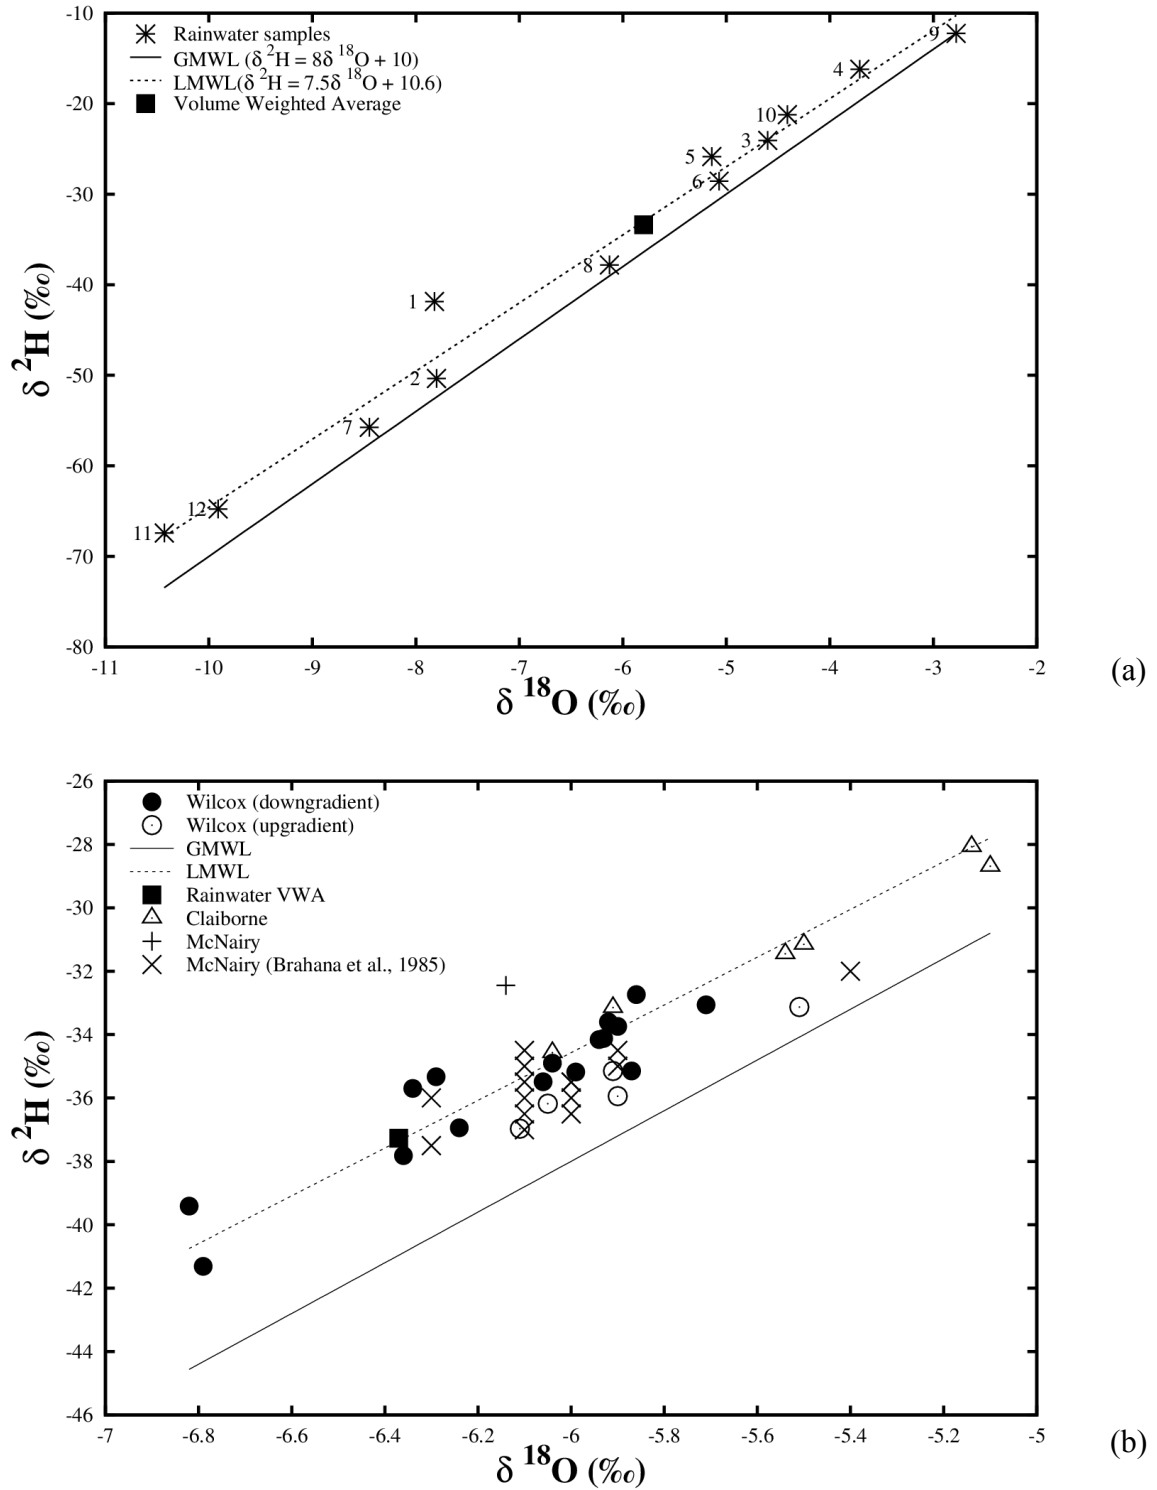 -10
-20
-30
-40
-50
-60
-70
-80
δ ²H (‰)
Rainwater samples
GMWL (δ ²H = 8δ ¹⁸O + 10)
LMWL(δ ²H = 7.5δ ¹⁸O + 10.6)
Volume Weighted Average
9
4
10
3
5
6
8
1
2
7
12
11
-11 -10 -9 -8 -7 -6 -5 -4 -3 -2
δ ¹⁸O (‰)
(a)
-26
-28
-30
-32
-34
-36
-38
-40
-42
-44
-46
δ ²H (‰)
Wilcox (downgradient)
Wilcox (upgradient)
GMWL
LMWL
Rainwater VWA
Claiborne
McNairy
McNairy (Brahana et al., 1985)
-7 -6.8 -6.6 -6.4 -6.2 -6 -5.8 -5.6 -5.4 -5.2 -5
δ ¹⁸O (‰)
(b)